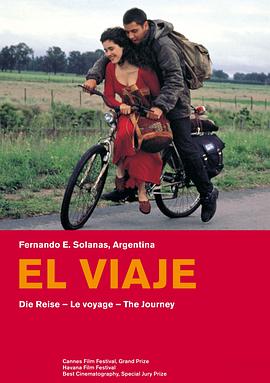 Fernando E. Solanas, Argentina
EL VIAJE
Die Reise – Le voyage – The Journey
Cannes Film Festival, Grand Prize
Havana Film Festival
Best Cinematography, Special Jury Prize